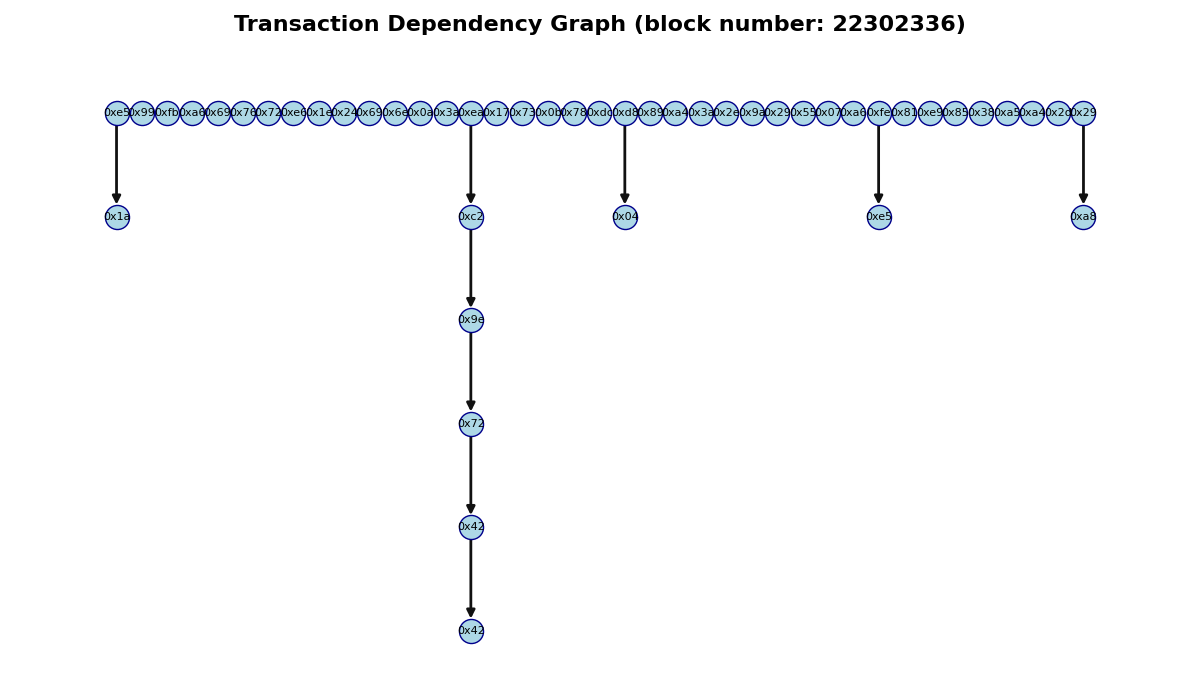 Transaction Dependency Graph (block number: 22302336)
0xe5 0x99 0xfb 0xa6 0x69 0x76 0x72 0xe6 0x1e 0x24 0x69 0x6e 0x0a 0x3a 0xea 0x17 0x73 0x0b 0x78 0xdc 0xd8 0x89 0xa4 0x3a 0x2e 0x9a 0x29 0x55 0x07 0xa6 0xfe 0x81 0xe9 0x85 0x38 0xa5 0xa4 0x2d 0x29
0x1a 0xc2 0x04 0xe5 0xa8
0x9e
0x72
0x42
0x42